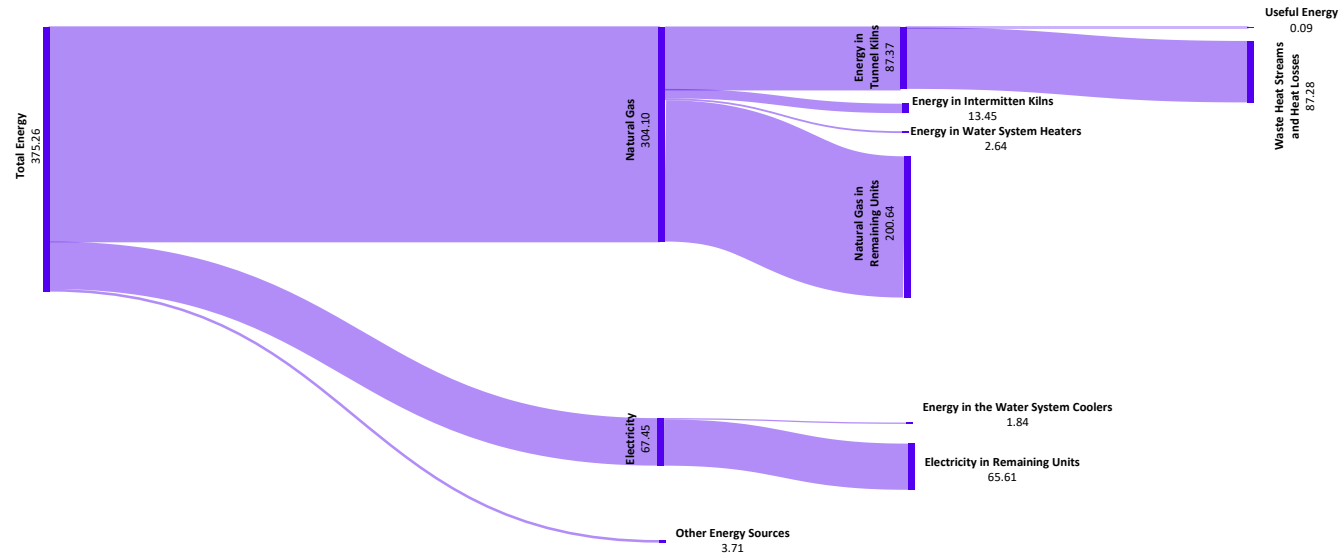 Total Energy
375.26
Natural Gas
304.10
Energy in
Tunnel Kilns
87.37
Useful Energy
0.09
Waste Heat Streams
and Heat Losses
87.28
Energy in Intermitten Kilns
13.45
Energy in Water System Heaters
2.64
Natural Gas in
Remaining Units
200.64
Electricity
67.45
Energy in the Water System Coolers
1.84
Electricity in Remaining Units
65.61
Other Energy Sources
3.71